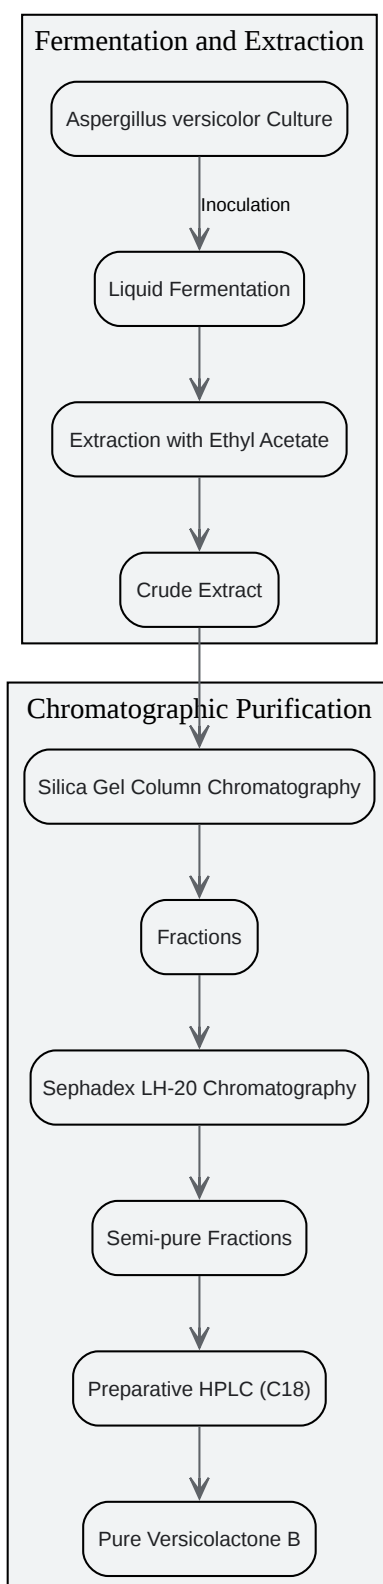 Fermentation and Extraction
Aspergillus versicolor Culture
Inoculation
Liquid Fermentation
Extraction with Ethyl Acetate
Crude Extract
Chromatographic Purification
Silica Gel Column Chromatography
Fractions
Sephadex LH-20 Chromatography
Semi-pure Fractions
Preparative HPLC (C18)
Pure Versicolactone B